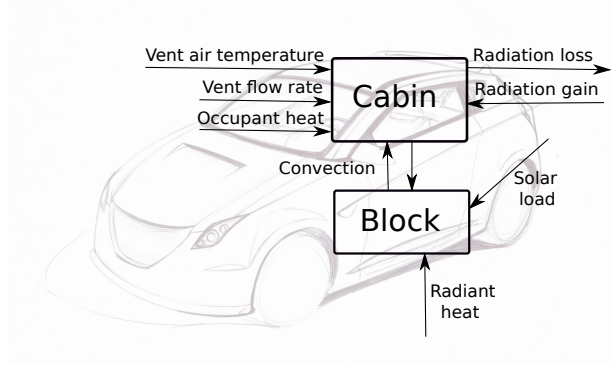 Vent air temperature
Radiation loss
Vent flow rate
Radiation gain
Cabin
Occupant heat
Convection
Solar
load
Block
Radiant
heat